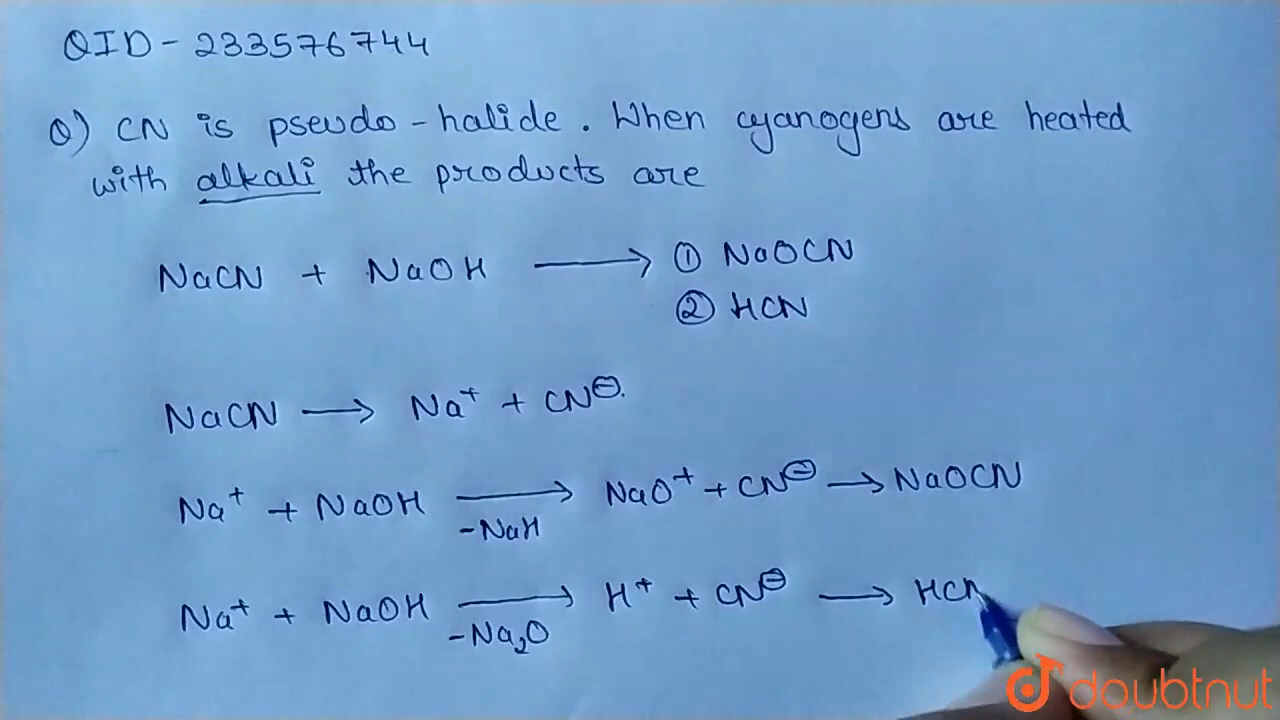 QID - 233576744
Q) CN is pseudo-halide. When cyanogens are heated
with alkali the products are
NaCN + NaOH ⟶ ① NaOCN
② HCN
NaCN ⟶ Na⁺ + CN⊖.
Na⁺ + NaOH ⟶ NaO⁺ + CN⊖ ⟶ NaOCN
-NaH
Na⁺ + NaOH ⟶ H⁺ + CN⊖ ⟶ HCN
-Na₂O
doubtnut